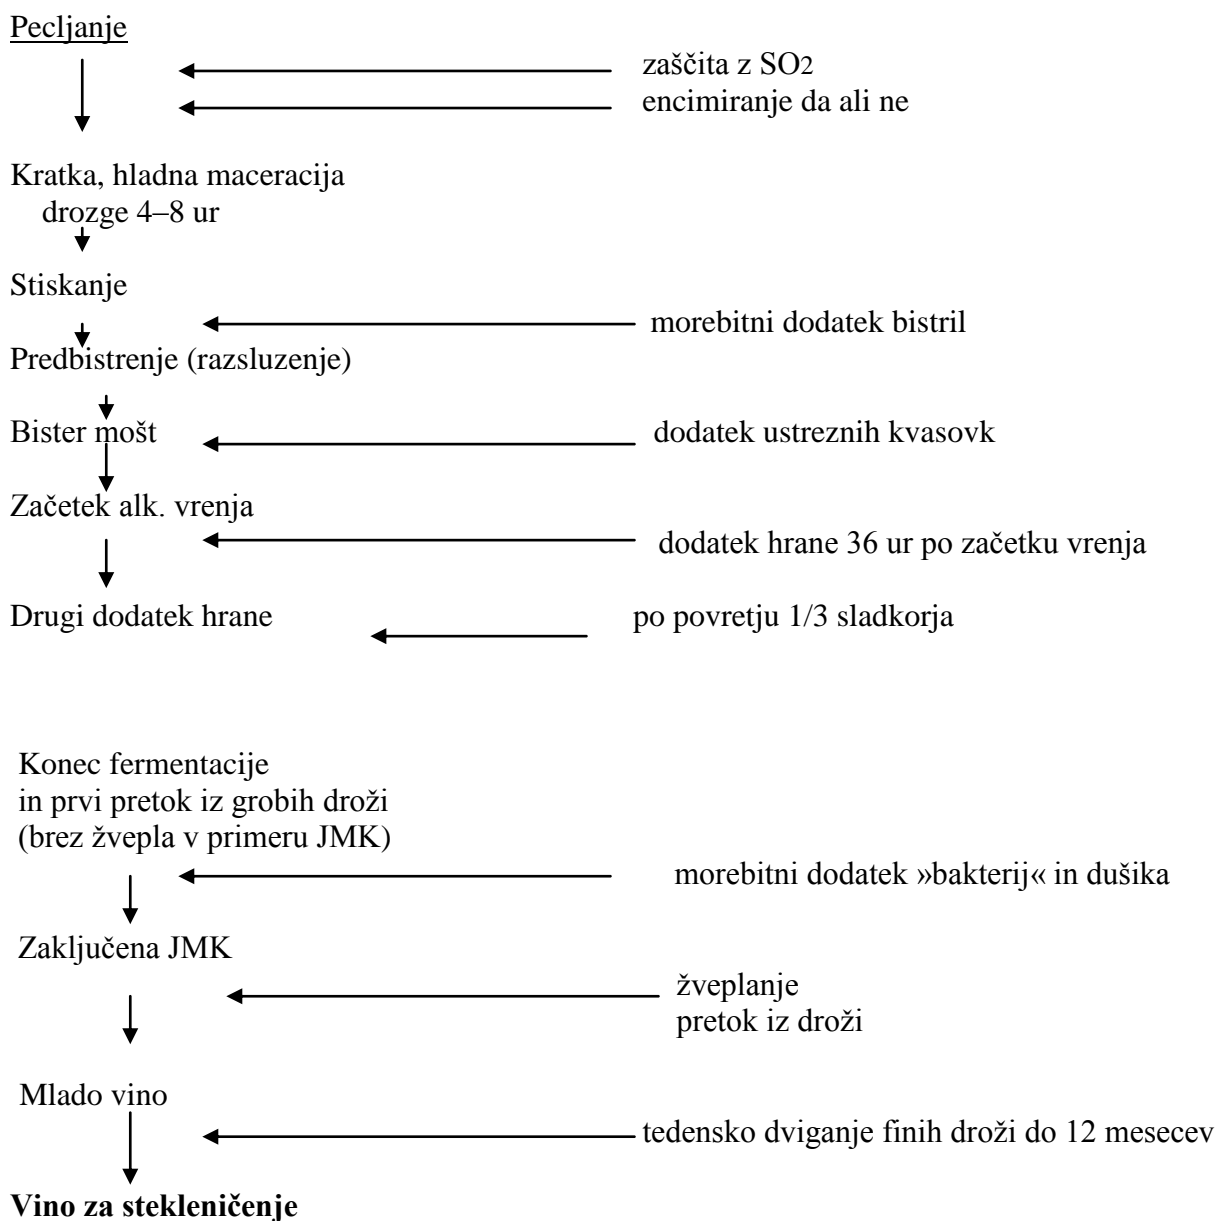 Pecljanje
zaščita z SO2
encimiranje da ali ne
Kratka, hladna maceracija
drozge 4–8 ur
Stiskanje
morebitni dodatek bistril
Predbistrenje (razsluzenje)
Bister mošt
dodatek ustreznih kvasovk
Začetek alk. vrenja
dodatek hrane 36 ur po začetku vrenja
Drugi dodatek hrane
po povretju 1/3 sladkorja
Konec fermentacije
in prvi pretok iz grobih droži
(brez žvepla v primeru JMK)
morebitni dodatek »bakterij« in dušika
Zaključena JMK
žveplanje
pretok iz droži
Mlado vino
tedensko dviganje finih droži do 12 mesecev
Vino za stekleničenje